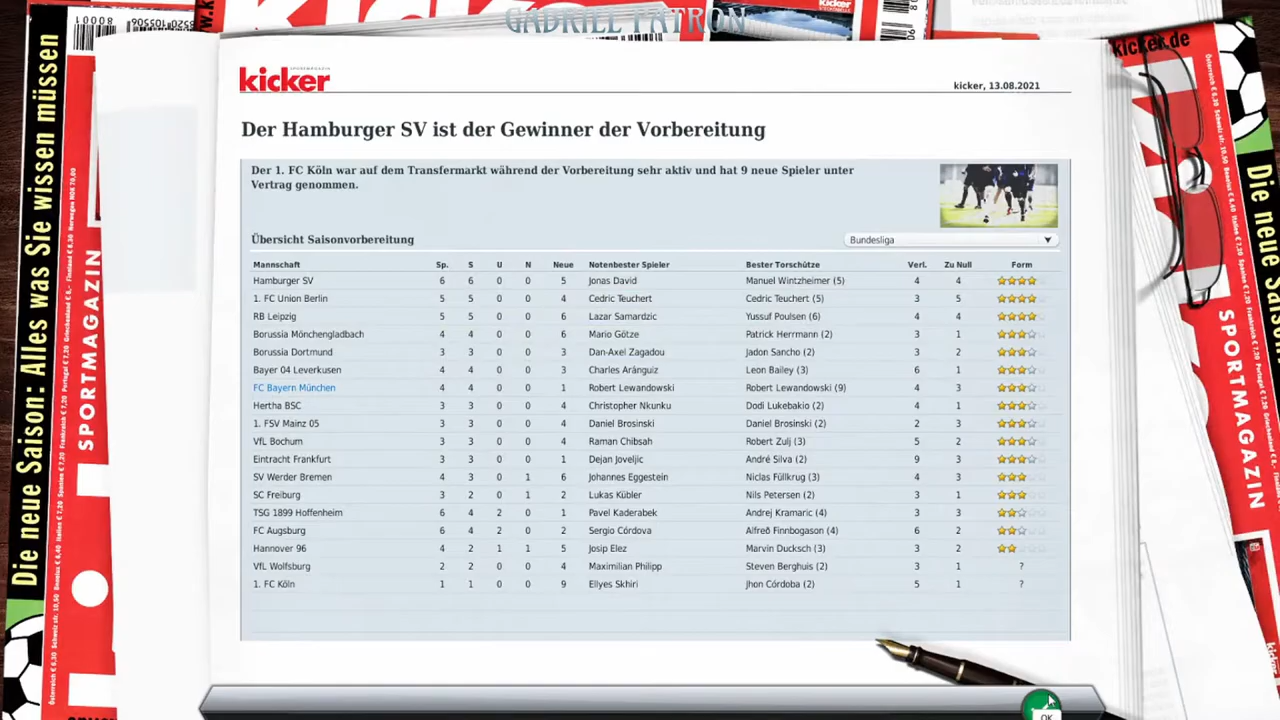 GABRIEL PATRON
kicker
kicker.de
kicker, 13.08.2021
Der Hamburger SV ist der Gewinner der Vorbereitung
Der 1. FC Köln war auf dem Transfermarkt während der Vorbereitung sehr aktiv und hat 9 neue Spieler unter
Vertrag genommen.
Übersicht Saisonvorbereitung
Bundesliga
Mannschaft Sp. S U N Neue Notenbester Spieler Bester Torschütze Verl. Zu Null Form
Hamburger SV 6 6 0 0 5 Jonas David Manuel Wintzheimer (5) 4 4
1. FC Union Berlin 5 5 0 0 4 Cedric Teuchert Cedric Teuchert (5) 3 5
RB Leipzig 5 5 0 0 6 Lazar Samardzic Yussuf Poulsen (6) 4 4
Borussia Mönchengladbach 4 4 0 0 6 Mario Götze Patrick Herrmann (2) 3 1
Borussia Dortmund 3 3 0 0 3 Dan-Axel Zagadou Jadon Sancho (2) 3 2
Bayer 04 Leverkusen 4 4 0 0 3 Charles Aránguiz Leon Bailey (3) 6 1
FC Bayern München 4 4 0 0 1 Robert Lewandowski Robert Lewandowski (9) 4 3
Hertha BSC 3 3 0 0 4 Christopher Nkunku Dodi Lukebakio (2) 4 1
1. FSV Mainz 05 3 3 0 0 4 Daniel Brosinski Daniel Brosinski (2) 2 3
VfL Bochum 3 3 0 0 4 Raman Chibsah Robert Zulj (3) 5 2
Eintracht Frankfurt 3 3 0 0 1 Dejan Joveljic André Silva (2) 9 3
SV Werder Bremen 4 3 0 1 6 Johannes Eggestein Niclas Füllkrug (3) 4 3
SC Freiburg 3 2 0 1 2 Lukas Kübler Nils Petersen (2) 3 1
TSG 1899 Hoffenheim 6 4 2 0 1 Pavel Kaderabek Andrej Kramaric (4) 3 3
FC Augsburg 6 4 2 0 2 Sergio Córdova Alfreð Finnbogason (4) 6 2
Hannover 96 4 2 1 1 5 Josip Elez Marvin Ducksch (3) 3 2
VfL Wolfsburg 2 2 0 0 4 Maximilian Philipp Steven Berghuis (2) 3 1 ?
1. FC Köln 1 1 0 0 9 Ellyes Skhiri Jhon Córdoba (2) 5 1 ?
OK
Die neue Saison: Alles was Sie wissen müssen
SPORTMAGAZIN
SPORTMAGAZIN
Die neue Saison